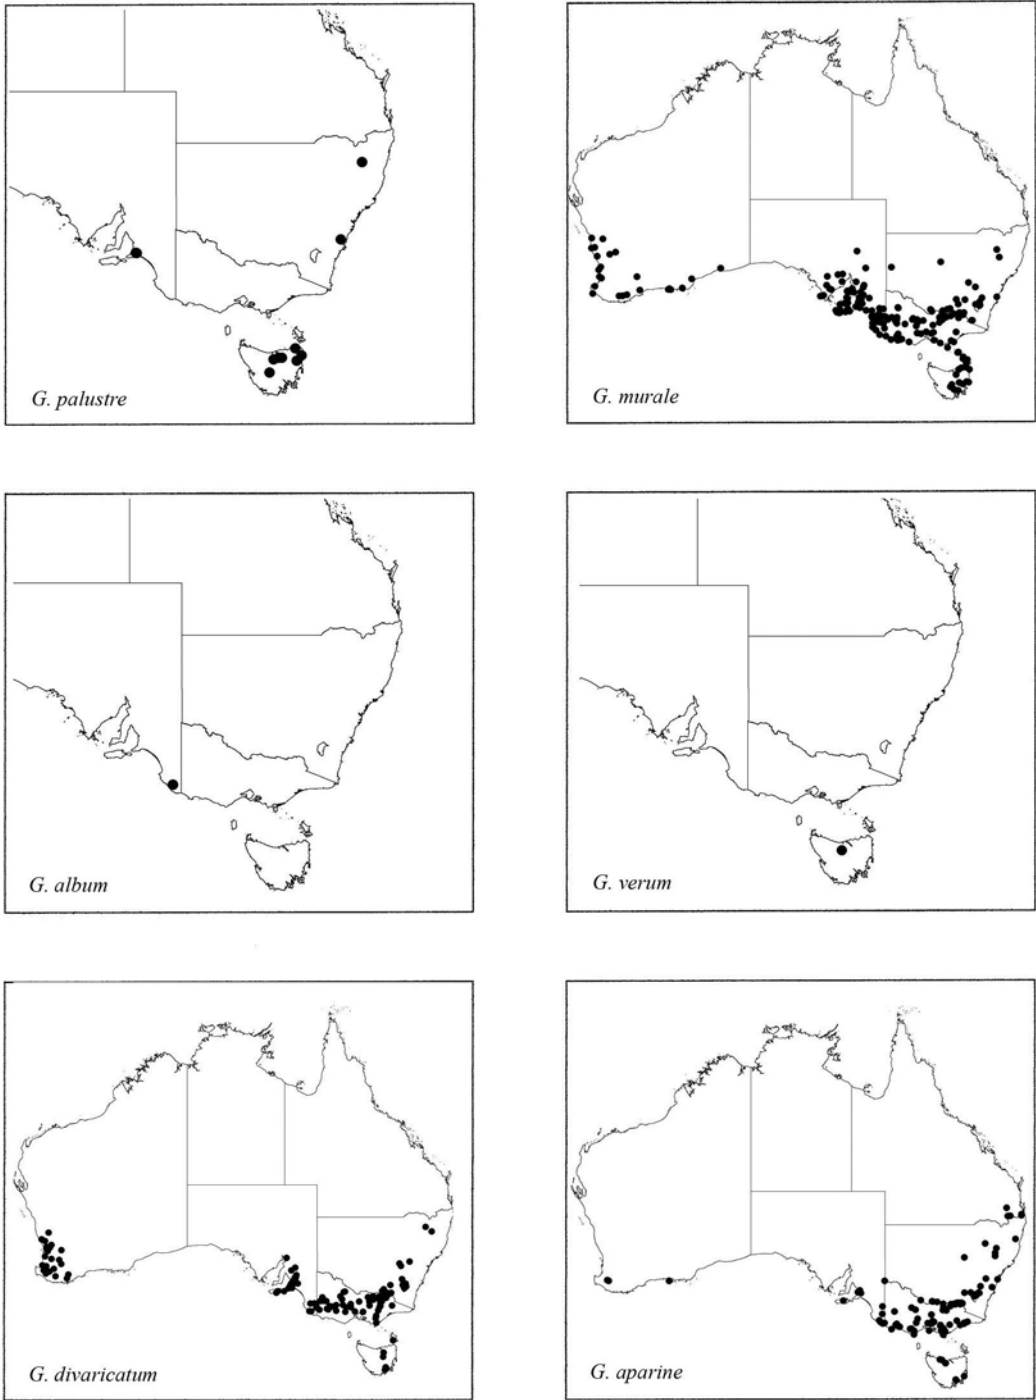 G. palustre
G. murale
G. album
G. verum
G. divaricatum
G. aparine